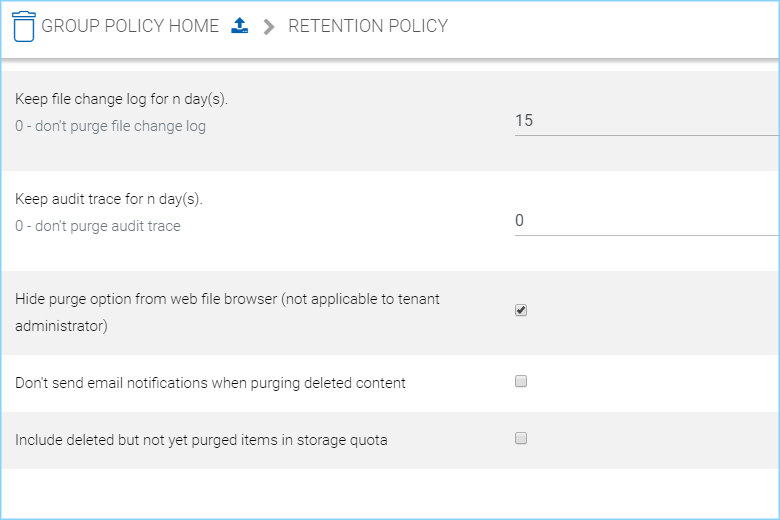 GROUP POLICY HOME RETENTION POLICY
Keep file change log for n day(s).
0 - don't purge file change log
15
Keep audit trace for n day(s).
0 - don't purge audit trace
0
Hide purge option from web file browser (not applicable to tenant
administrator)
Don't send email notifications when purging deleted content
Include deleted but not yet purged items in storage quota